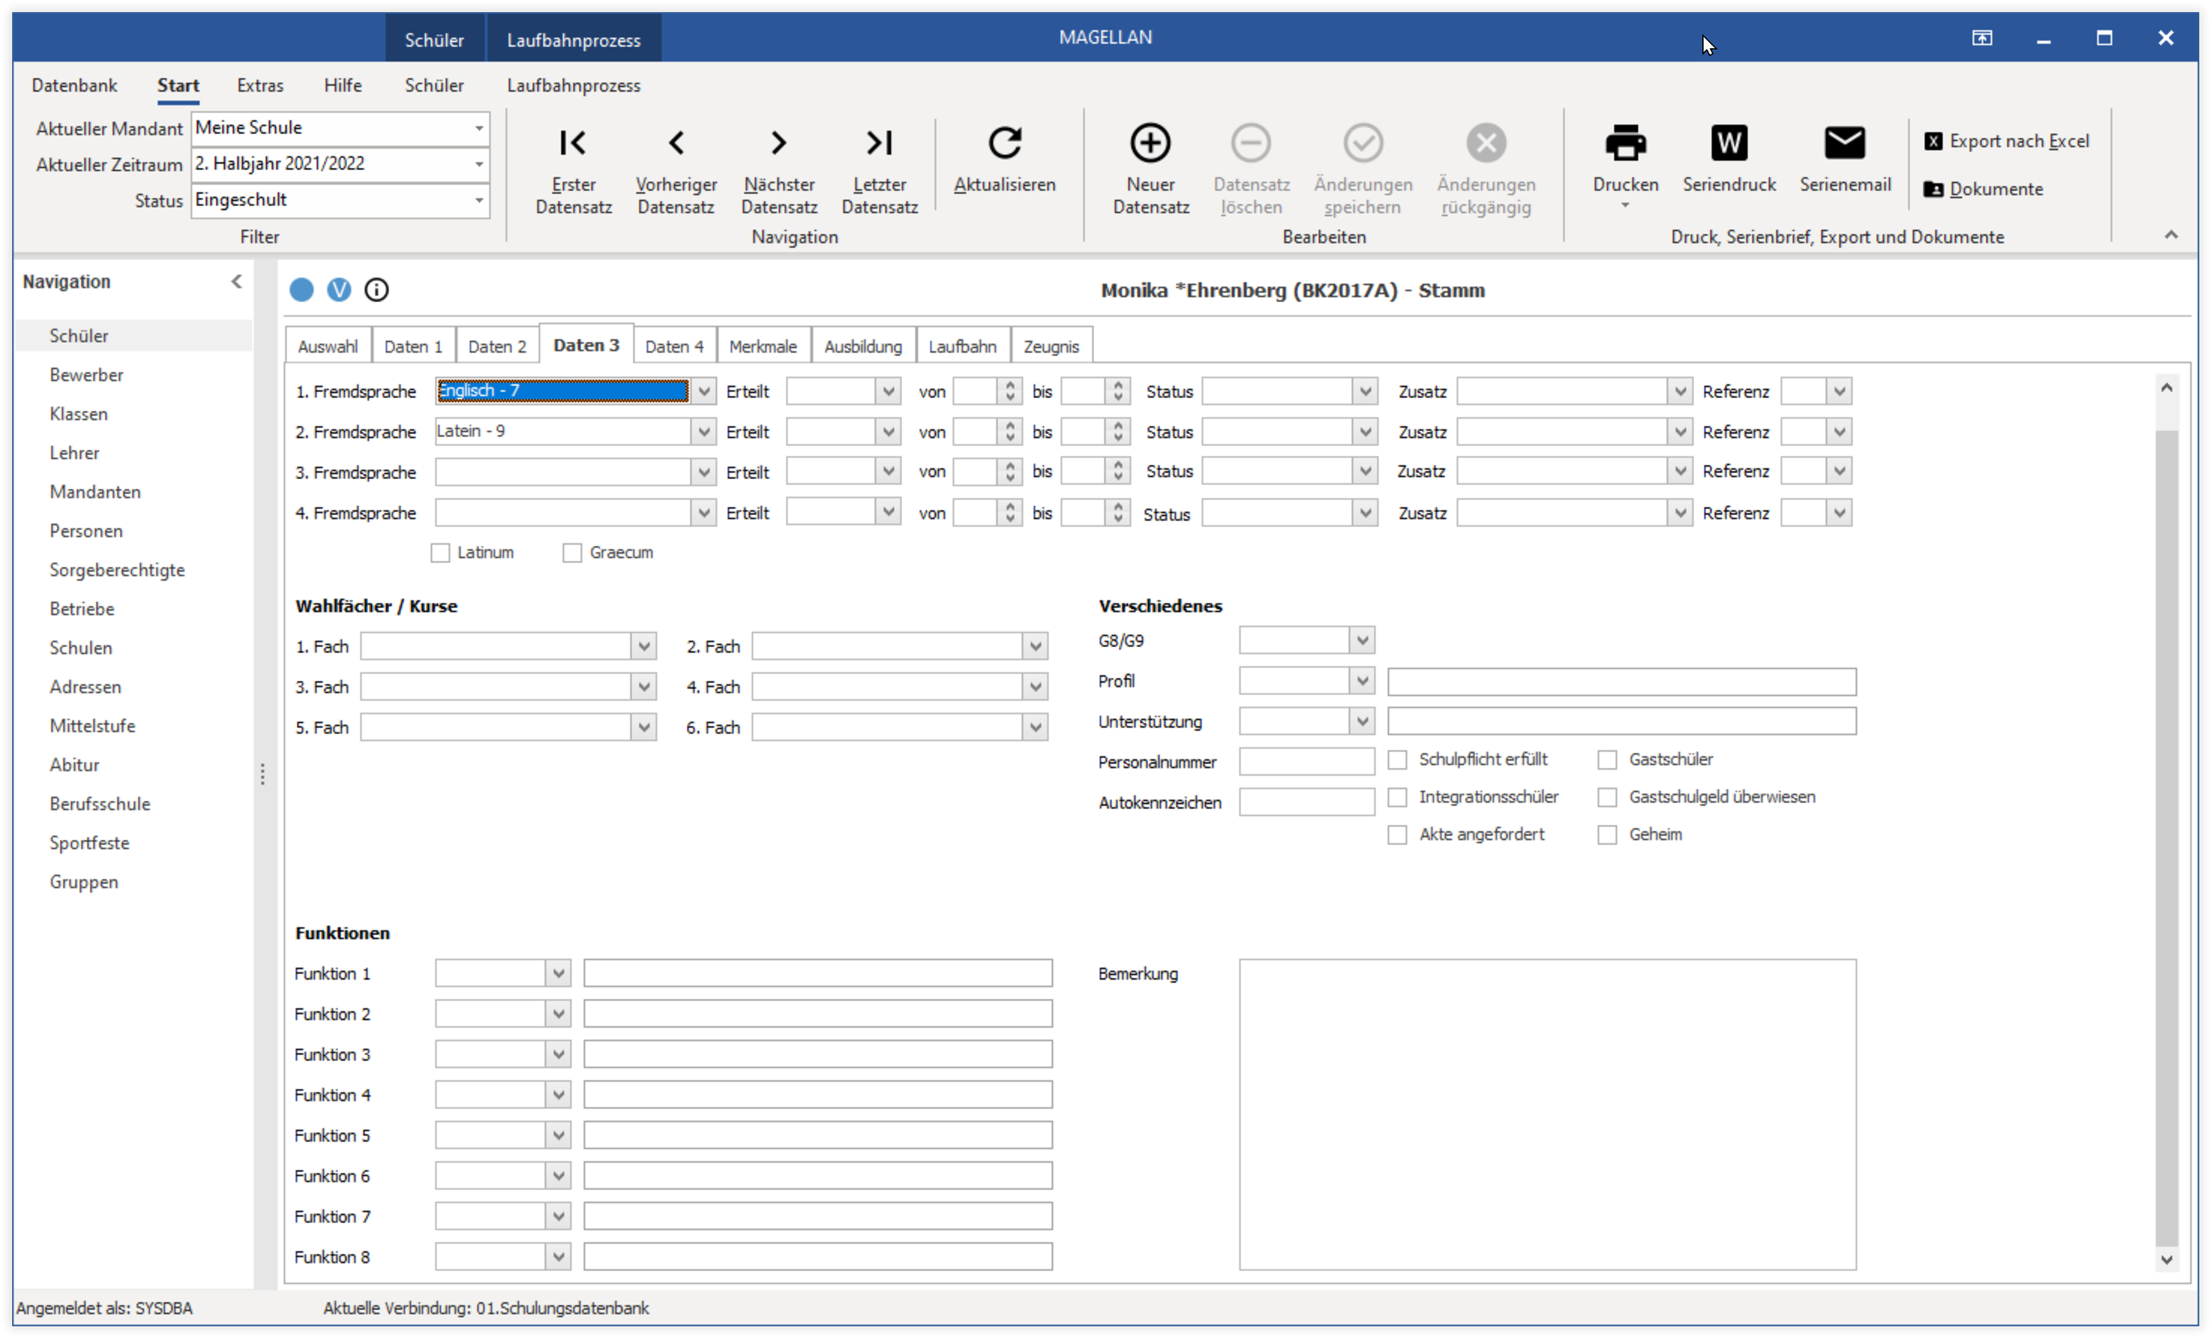 Schüler Laufbahnprozess MAGELLAN
Datenbank Start Extras Hilfe Schüler Laufbahnprozess
Aktueller Mandant Meine Schule
Aktueller Zeitraum 2. Halbjahr 2021/2022
Status Eingeschult
Filter
Erster Datensatz
Vorheriger Datensatz
Nächster Datensatz
Letzter Datensatz
Aktualisieren
Navigation
Neuer Datensatz
Datensatz löschen
Änderungen speichern
Änderungen rückgängig
Bearbeiten
Drucken
W
Seriendruck
Serienemail
X Export nach Excel
Dokumente
Druck, Serienbrief, Export und Dokumente
Navigation
Schüler
Bewerber
Klassen
Lehrer
Mandanten
Personen
Sorgeberechtigte
Betriebe
Schulen
Adressen
Mittelstufe
Abitur
Berufsschule
Sportfeste
Gruppen
V
Monika *Ehrenberg (BK2017A) - Stamm
Auswahl Daten 1 Daten 2 Daten 3 Daten 4 Merkmale Ausbildung Laufbahn Zeugnis
1. Fremdsprache Englisch - 7 Erteilt von bis Status Zusatz Referenz
2. Fremdsprache Latein - 9 Erteilt von bis Status Zusatz Referenz
3. Fremdsprache Erteilt von bis Status Zusatz Referenz
4. Fremdsprache Erteilt von bis Status Zusatz Referenz
Latinum Graecum
Wahlfächer / Kurse
1. Fach 2. Fach
3. Fach 4. Fach
5. Fach 6. Fach
Verschiedenes
G8/G9
Profil
Unterstützung
Personalnummer Schulpflicht erfüllt Gastschüler
Autokennzeichen Integrationsschüler Gastschulgeld überwiesen
Akte angefordert Geheim
Funktionen
Funktion 1
Funktion 2
Funktion 3
Funktion 4
Funktion 5
Funktion 6
Funktion 7
Funktion 8
Bemerkung
Angemeldet als: SYSDBA Aktuelle Verbindung: 01.Schulungsdatenbank